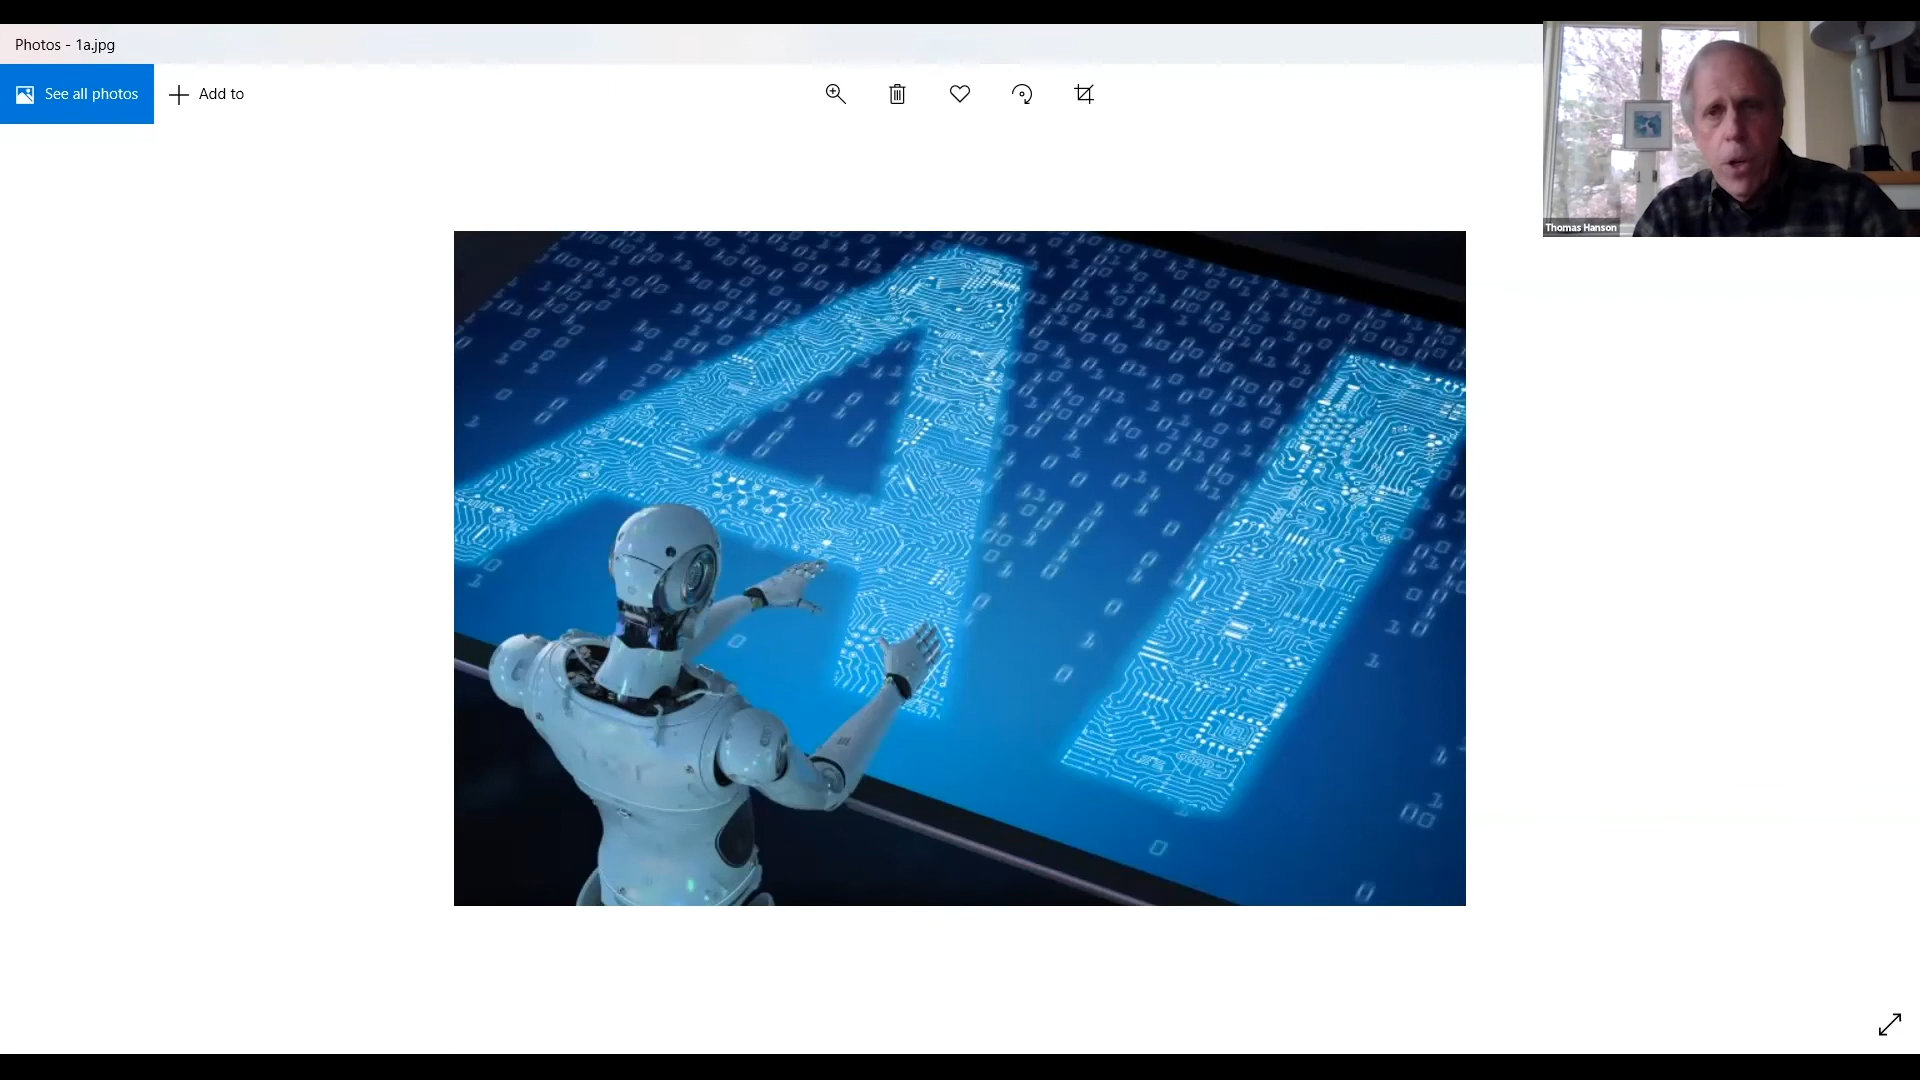 Photos - 1a.jpg
See all photos
Add to
Thomas Hanson
AI